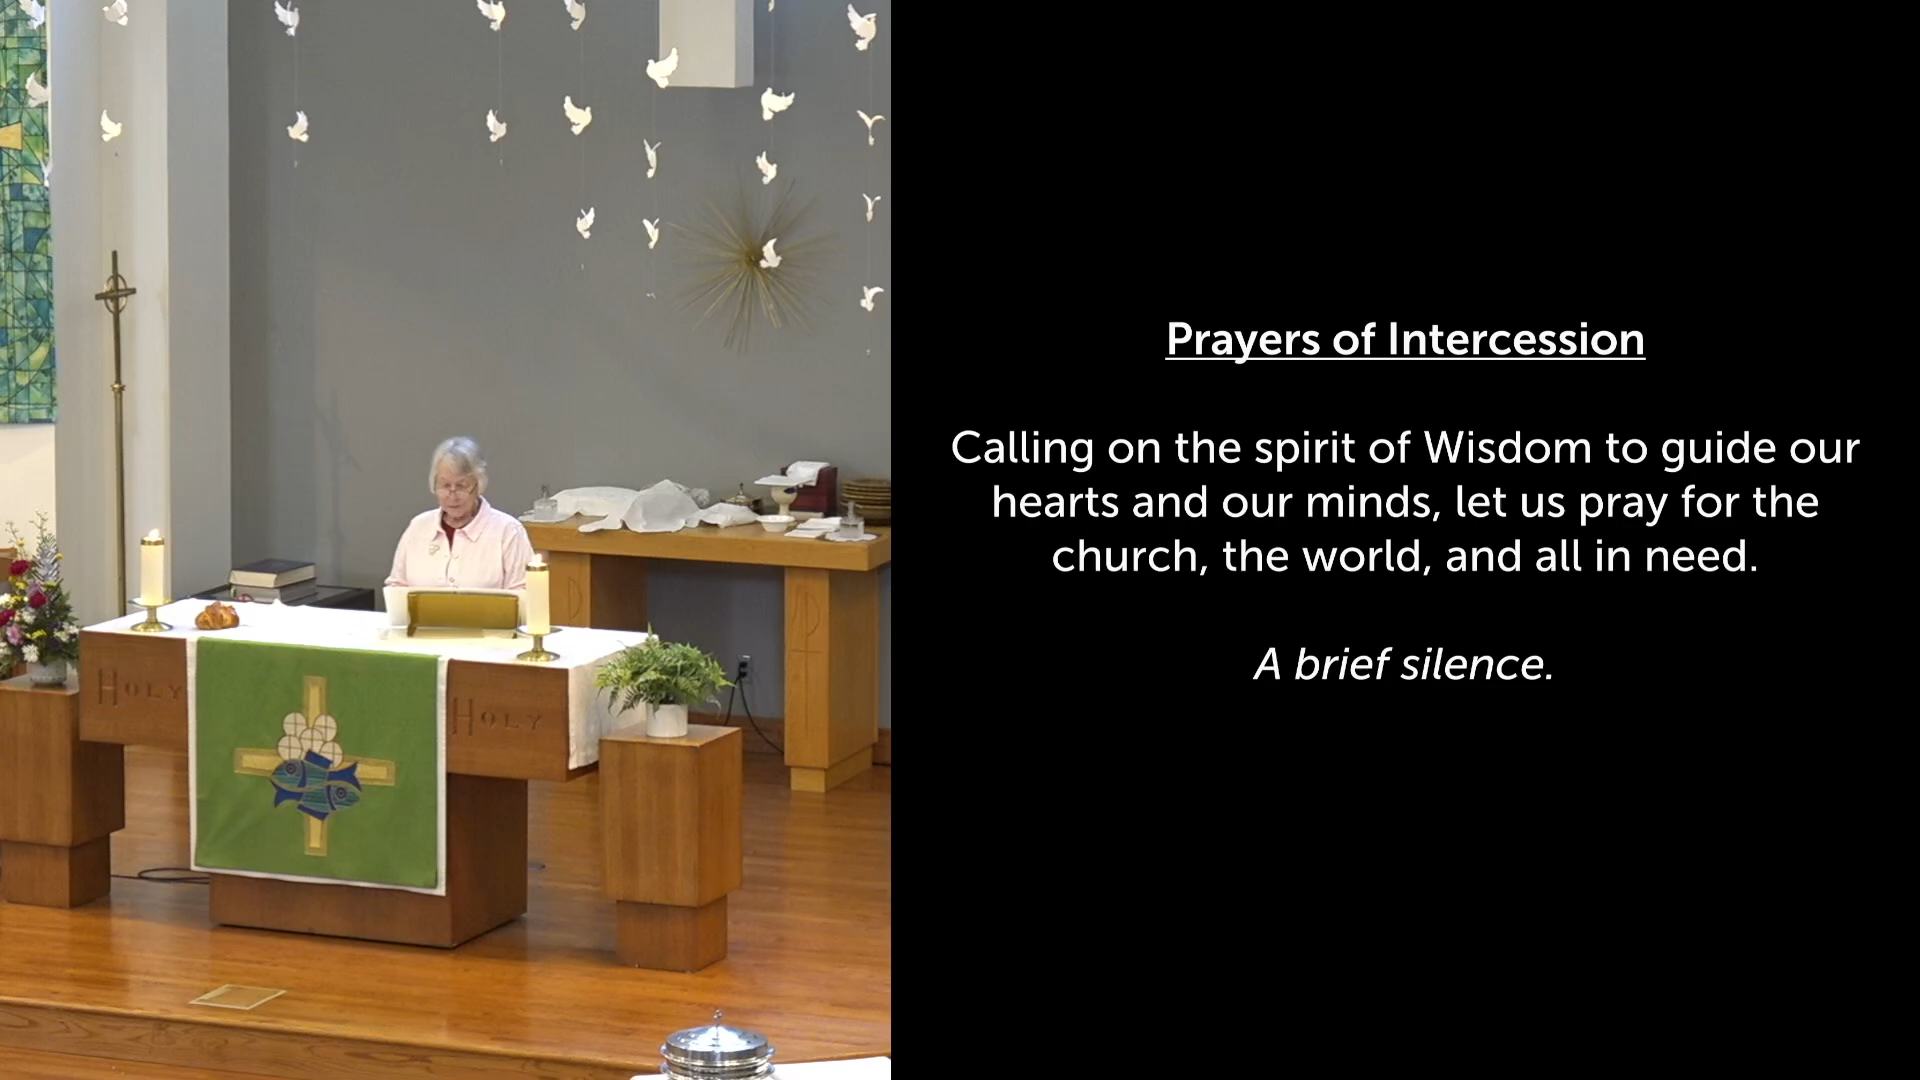 HOLY
HOLY
Prayers of Intercession
Calling on the spirit of Wisdom to guide our
hearts and our minds, let us pray for the
church, the world, and all in need.
A brief silence.